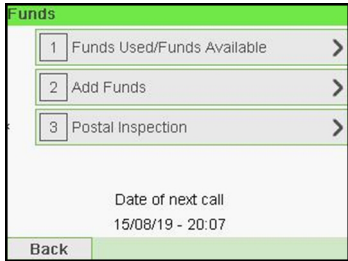 Funds
1 Funds Used/Funds Available
2 Add Funds
3 Postal Inspection
Date of next call
15/08/19 - 20:07
Back